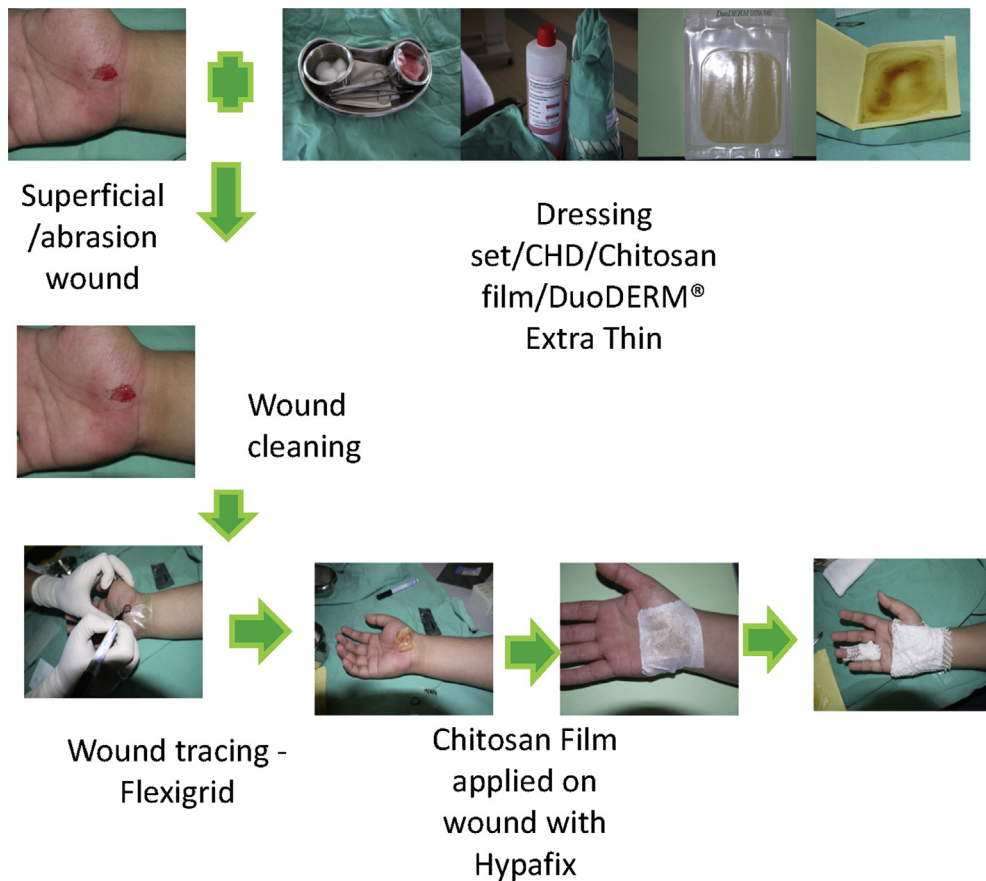 DuoDERM
Superficial
/abrasion
wound
Dressing
set/CHD/Chitosan
film/DuoDERM®
Extra Thin
Wound
cleaning
Wound tracing -
Flexigrid
Chitosan Film
applied on
wound with
Hypafix